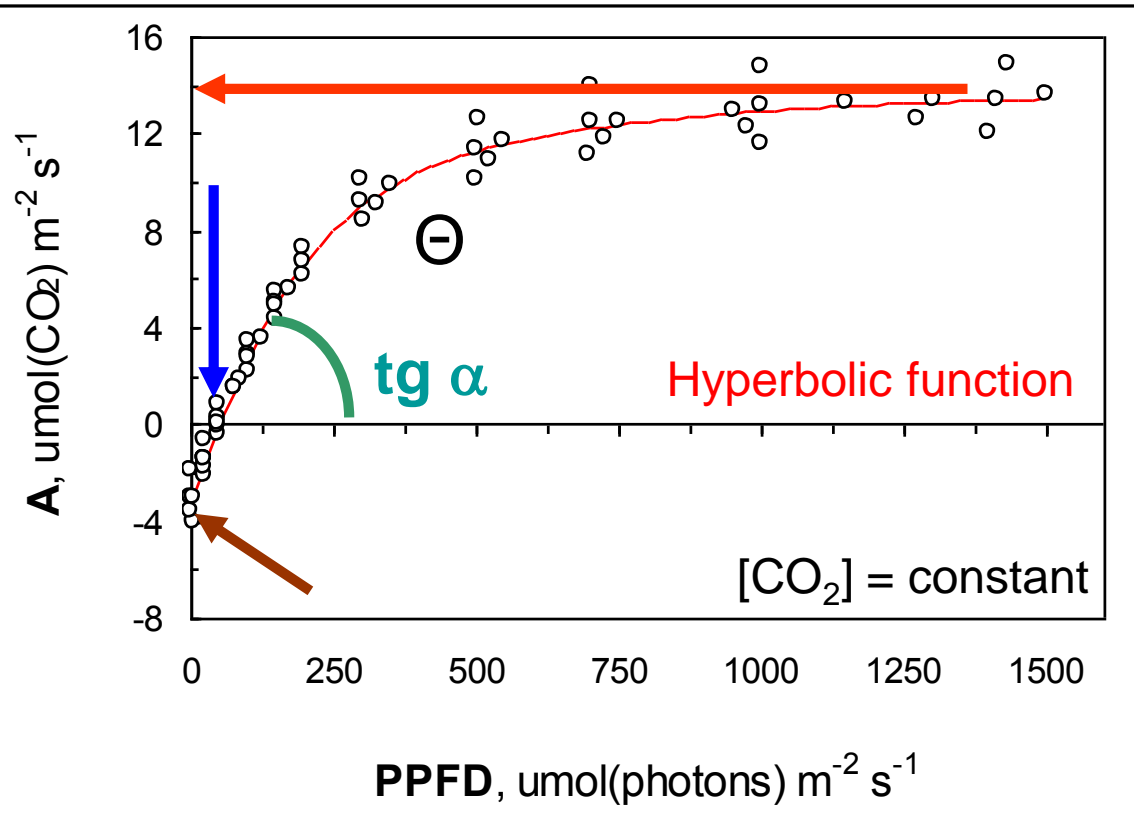 16
12
8
4
0
-4
-8
A, umol(CO2) m-2 s-1
Θ
tg α
Hyperbolic function
[CO2] = constant
0 250 500 750 1000 1250 1500
PPFD, umol(photons) m-2 s-1